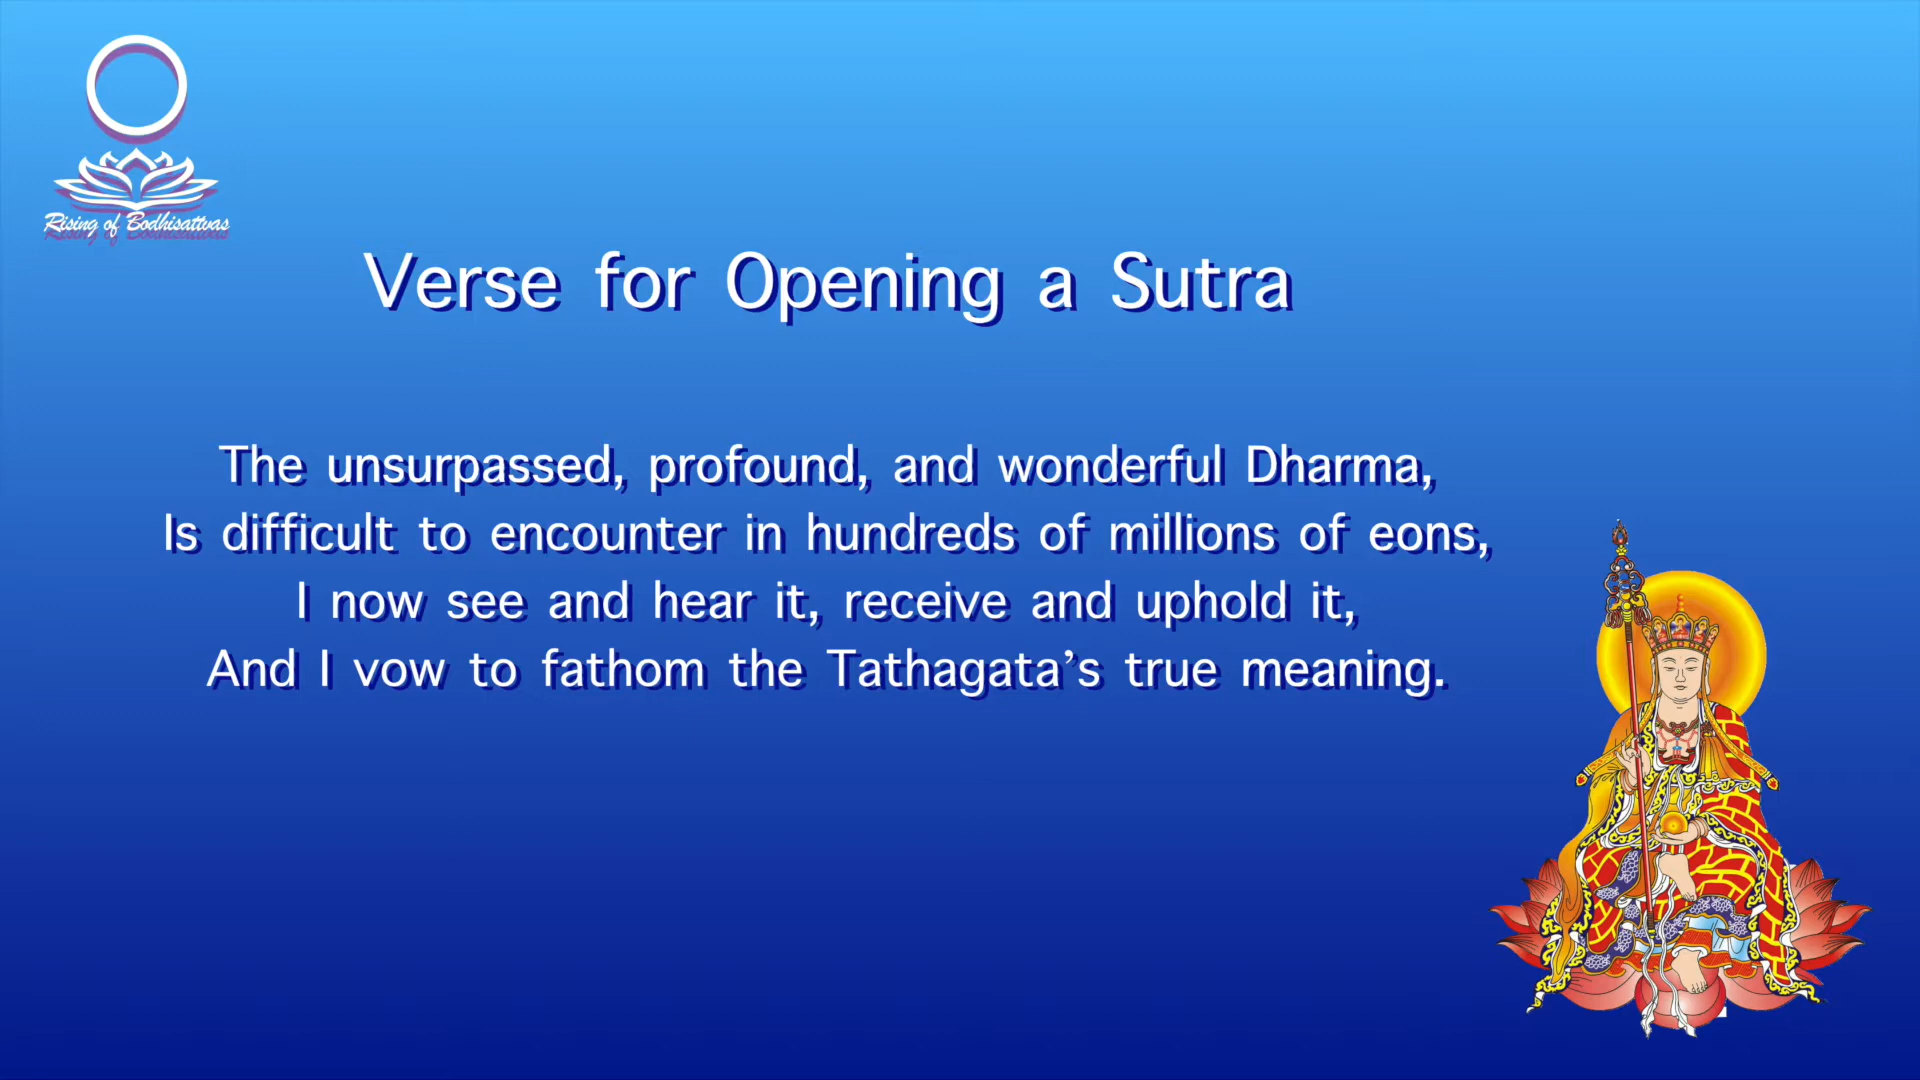 Rising of Bodhisattvas
Verse for Opening a Sutra
The unsurpassed, profound, and wonderful Dharma,
Is difficult to encounter in hundreds of millions of eons,
I now see and hear it, receive and uphold it,
And I vow to fathom the Tathagata’s true meaning.